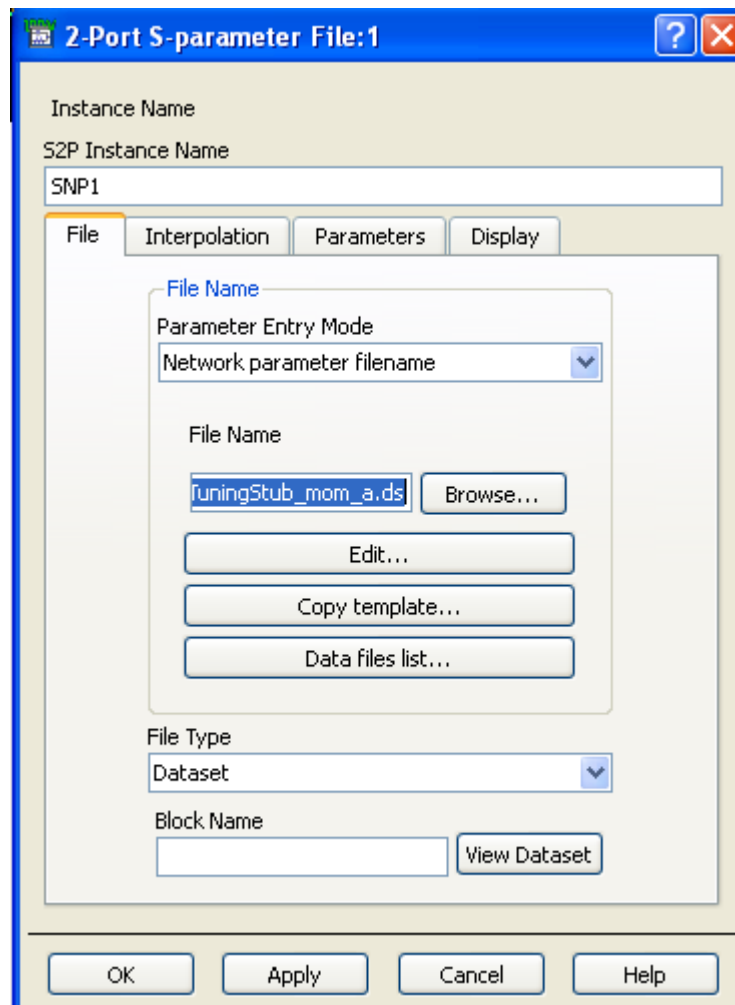 2-Port S-parameter File:1
Instance Name
S2P Instance Name
SNP1
File Interpolation Parameters Display
File Name
Parameter Entry Mode
Network parameter filename
File Name
TuningStub_mom_a.ds Browse...
Edit...
Copy template...
Data files list...
File Type
Dataset
Block Name
View Dataset
OK Apply Cancel Help